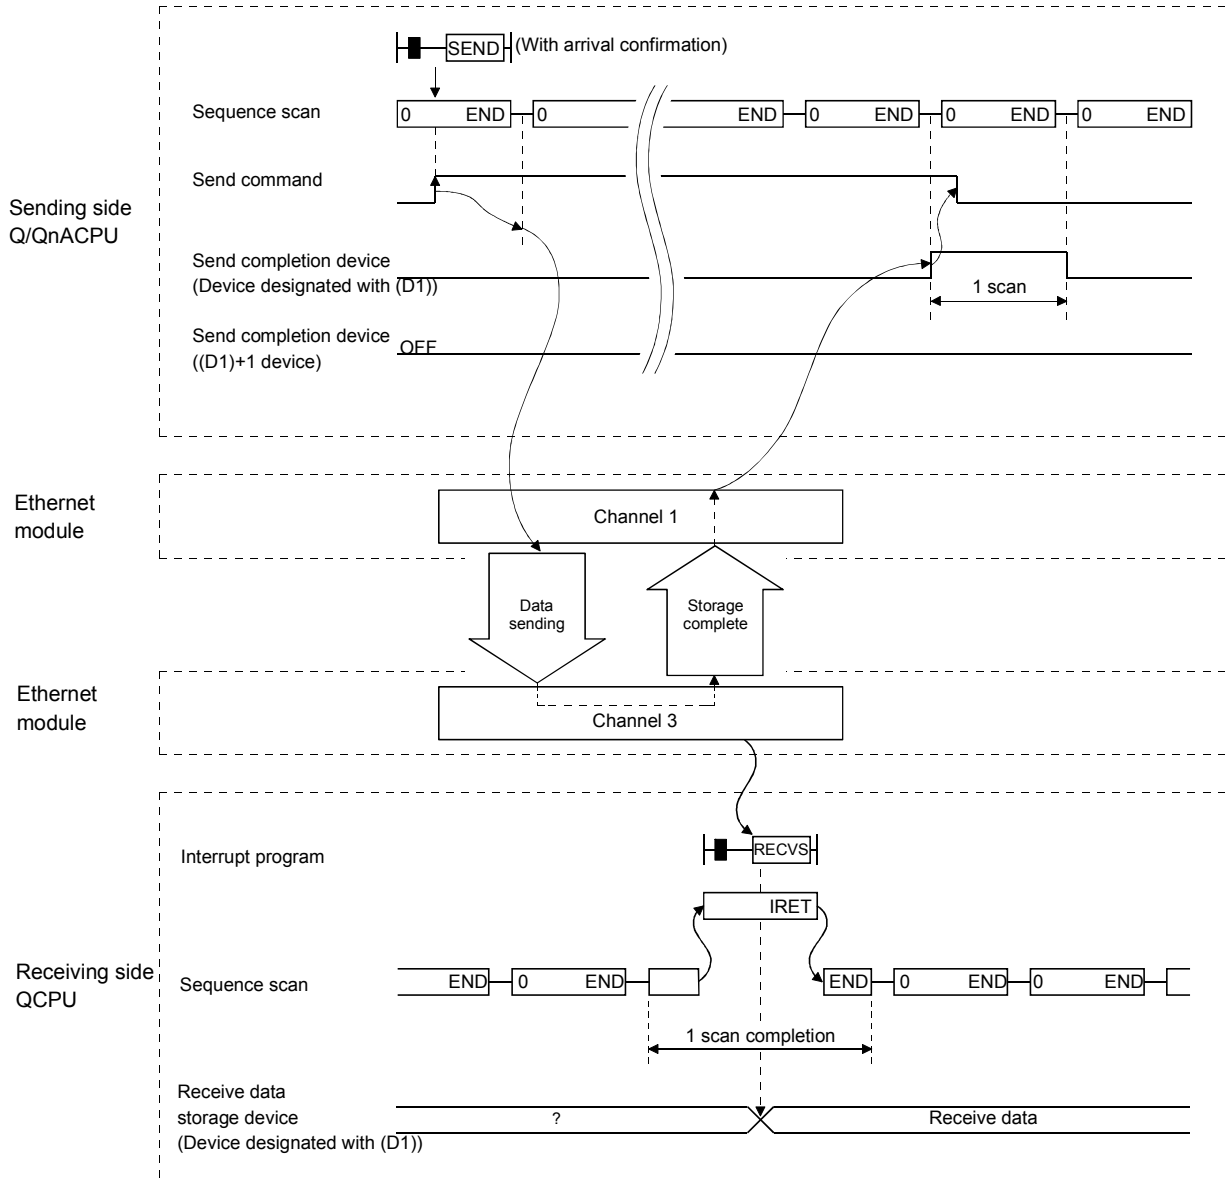 SEND (With arrival confirmation)
Sequence scan
0 END 0 END 0 END 0 END 0 END
Send command
Sending side
Q/QnACPU
Send completion device
(Device designated with (D1))
1 scan
Send completion device
((D1)+1 device)
OFF
Ethernet
module
Channel 1
Data
sending
Storage
complete
Ethernet
module
Channel 3
Interrupt program
RECVS
IRET
Receiving side
QCPU
Sequence scan
END 0 END END 0 END 0 END
1 scan completion
Receive data
storage device
(Device designated with (D1))
?
Receive data